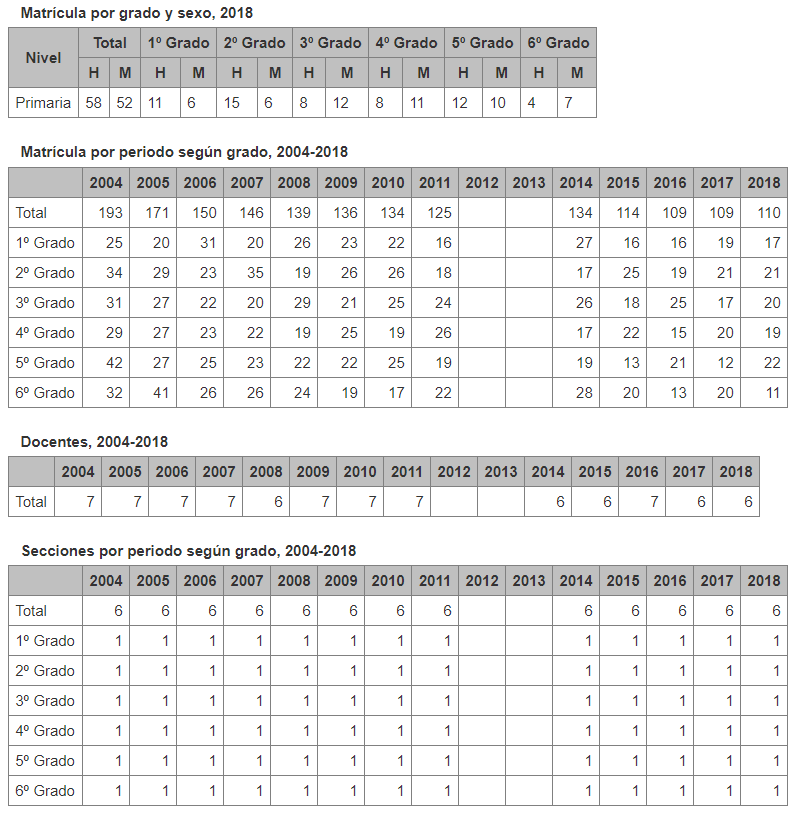 Matrícula por grado y sexo, 2018
Nivel Total 1º Grado 2º Grado 3º Grado 4º Grado 5º Grado 6º Grado
H M H M H M H M H M H M H M
Primaria 58 52 11 6 15 6 8 12 8 11 12 10 4 7
Matrícula por periodo según grado, 2004-2018
2004 2005 2006 2007 2008 2009 2010 2011 2012 2013 2014 2015 2016 2017 2018
Total 193 171 150 146 139 136 134 125 134 114 109 109 110
1º Grado 25 20 31 20 26 23 22 16 27 16 16 19 17
2º Grado 34 29 23 35 19 26 26 18 17 25 19 21 21
3º Grado 31 27 22 20 29 21 25 24 26 18 25 17 20
4º Grado 29 27 23 22 19 25 19 26 17 22 15 20 19
5º Grado 42 27 25 23 22 22 25 19 19 13 21 12 22
6º Grado 32 41 26 26 24 19 17 22 28 20 13 20 11
Docentes, 2004-2018
2004 2005 2006 2007 2008 2009 2010 2011 2012 2013 2014 2015 2016 2017 2018
Total 7 7 7 7 6 7 7 7 6 6 7 6 6
Secciones por periodo según grado, 2004-2018
2004 2005 2006 2007 2008 2009 2010 2011 2012 2013 2014 2015 2016 2017 2018
Total 6 6 6 6 6 6 6 6 6 6 6 6 6
1º Grado 1 1 1 1 1 1 1 1 1 1 1 1 1
2º Grado 1 1 1 1 1 1 1 1 1 1 1 1 1
3º Grado 1 1 1 1 1 1 1 1 1 1 1 1 1
4º Grado 1 1 1 1 1 1 1 1 1 1 1 1 1
5º Grado 1 1 1 1 1 1 1 1 1 1 1 1 1
6º Grado 1 1 1 1 1 1 1 1 1 1 1 1 1